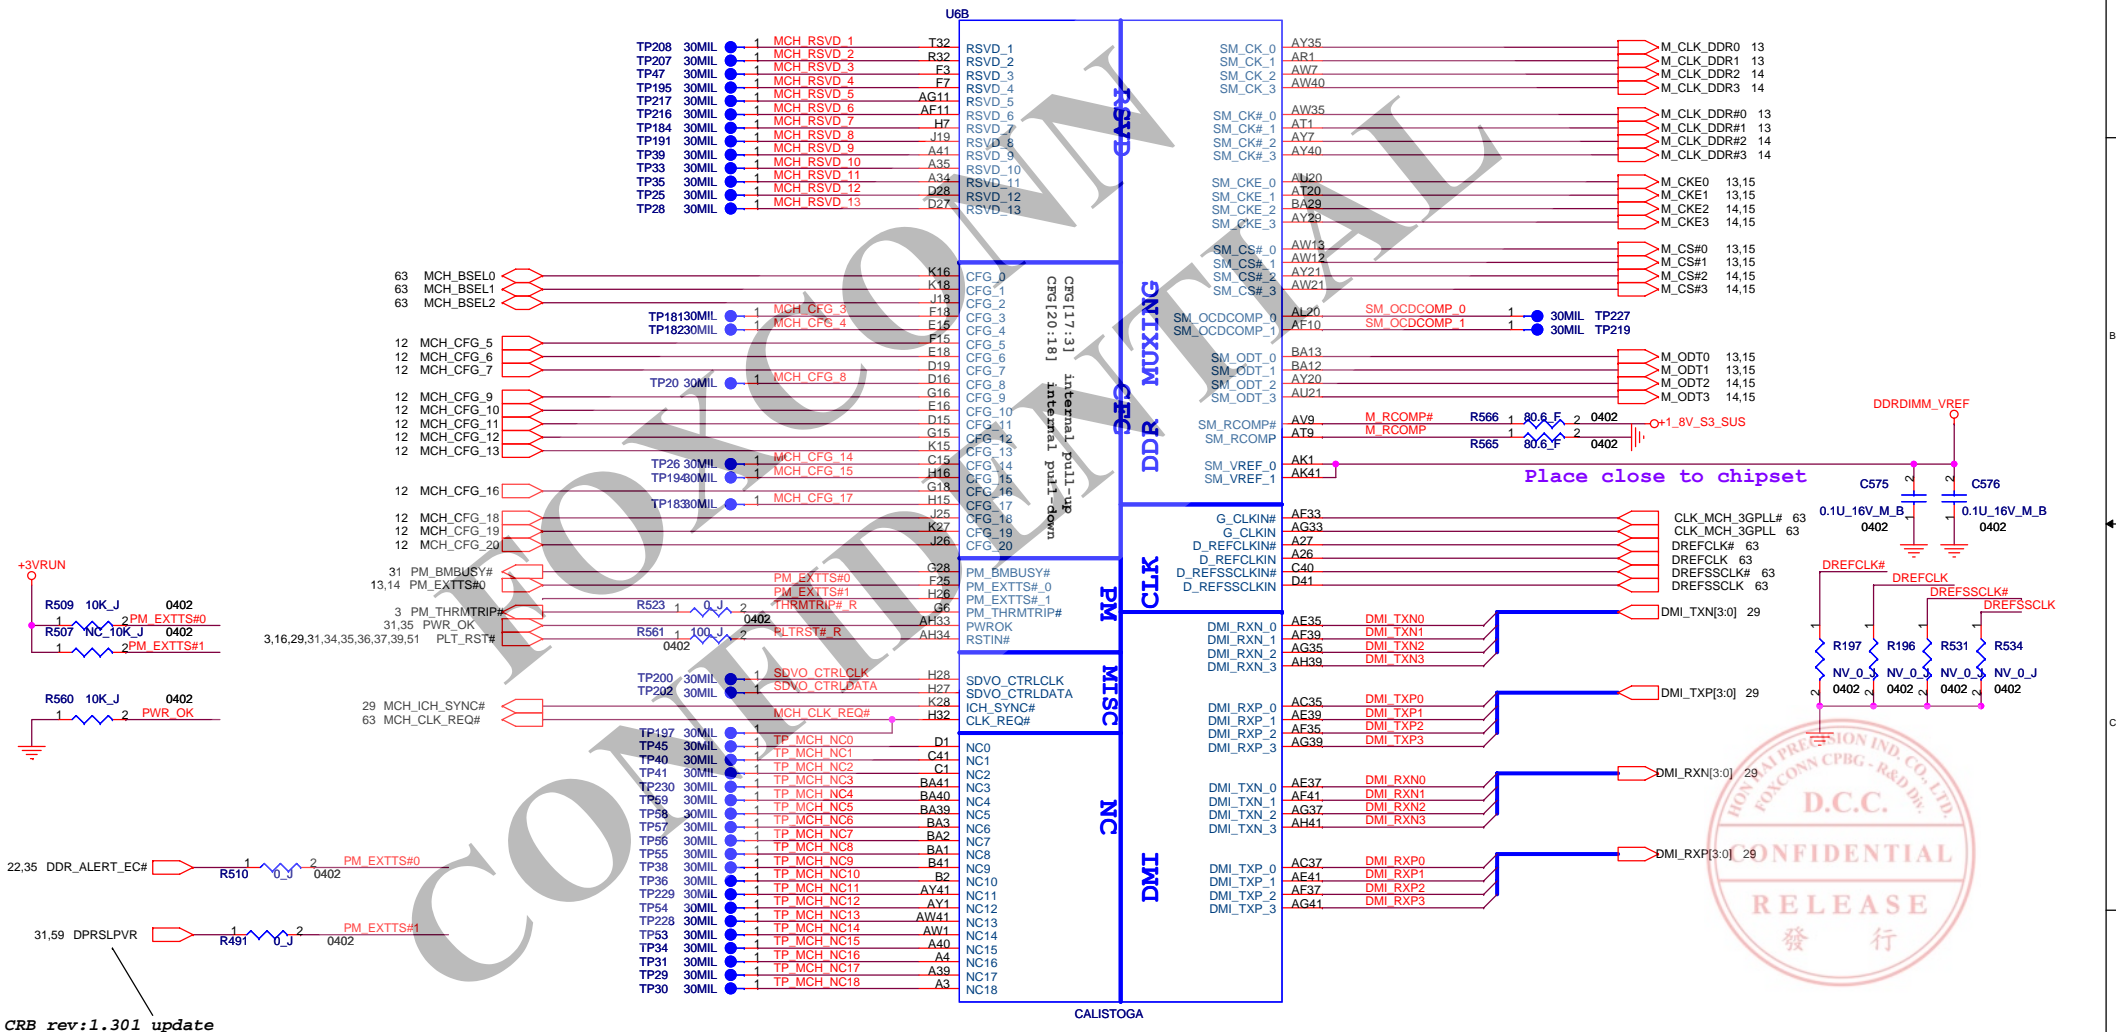 U6B
TP208 30MIL 1 MCH_RSVD_1 T32 RSVD_1
TP207 30MIL 1 MCH_RSVD_2 R32 RSVD_2
TP47 30MIL 1 MCH_RSVD_3 F3 RSVD_3
TP195 30MIL 1 MCH_RSVD_4 F7 RSVD_4
TP217 30MIL 1 MCH_RSVD_5 AG11 RSVD_5
TP216 30MIL 1 MCH_RSVD_6 AF11 RSVD_6
TP184 30MIL 1 MCH_RSVD_7 H7 RSVD_7
TP191 30MIL 1 MCH_RSVD_8 J19 RSVD_8
TP39 30MIL 1 MCH_RSVD_9 A41 RSVD_9
TP33 30MIL 1 MCH_RSVD_10 A35 RSVD_10
TP35 30MIL 1 MCH_RSVD_11 A34 RSVD_11
TP25 30MIL 1 MCH_RSVD_12 D28 RSVD_12
TP28 30MIL 1 MCH_RSVD_13 D27 RSVD_13
RSVD
63 MCH_BSEL0 K16 CFG_0
63 MCH_BSEL1 K18 CFG_1
63 MCH_BSEL2 J18 CFG_2
TP181 30MIL 1 MCH_CFG_3 F18 CFG_3
TP182 30MIL 1 MCH_CFG_4 E15 CFG_4
12 MCH_CFG_5 F15 CFG_5
12 MCH_CFG_6 E18 CFG_6
12 MCH_CFG_7 D19 CFG_7
TP20 30MIL 1 MCH_CFG_8 D16 CFG_8
12 MCH_CFG_9 G16 CFG_9
12 MCH_CFG_10 E16 CFG_10
12 MCH_CFG_11 D15 CFG_11
12 MCH_CFG_12 G15 CFG_12
12 MCH_CFG_13 K15 CFG_13
TP26 30MIL 1 MCH_CFG_14 C15 CFG_14
TP194 30MIL 1 MCH_CFG_15 H16 CFG_15
12 MCH_CFG_16 G18 CFG_16
TP183 30MIL 1 MCH_CFG_17 H15 CFG_17
12 MCH_CFG_18 J25 CFG_18
12 MCH_CFG_19 K27 CFG_19
12 MCH_CFG_20 J26 CFG_20
CFG[17:3] internal pull-up
CFG[20:18] internal pull-down
CFG
31 PM_BMBUSY# G28 PM_BMBUSY#
13,14 PM_EXTTS#0 PM_EXTTS#0 F25 PM_EXTTS#_0
PM_EXTTS#1 H26 PM_EXTTS#_1
3 PM_THRMTRIP# R523 1 0_J 2 0402 THRMTRIP#_R G6 PM_THRMTRIP#
31,35 PWR_OK AH33 PWROK
3,16,29,31,34,35,36,37,39,51 PLT_RST# R561 1 100_J 2 0402 PLTRST#_R AH34 RSTIN#
PM
TP200 30MIL 1 SDVO_CTRLCLK H28 SDVO_CTRLCLK
TP202 30MIL 1 SDVO_CTRLDATA H27 SDVO_CTRLDATA
29 MCH_ICH_SYNC# K28 ICH_SYNC#
63 MCH_CLK_REQ# MCH_CLK_REQ# H32 CLK_REQ#
MISC
TP197 30MIL 1
TP45 30MIL 1 TP_MCH_NC0 D1 NC0
TP40 30MIL 1 TP_MCH_NC1 C41 NC1
TP41 30MIL 1 TP_MCH_NC2 C1 NC2
TP230 30MIL 1 TP_MCH_NC3 BA41 NC3
TP59 30MIL 1 TP_MCH_NC4 BA40 NC4
TP58 30MIL 1 TP_MCH_NC5 BA39 NC5
TP57 30MIL 1 TP_MCH_NC6 BA3 NC6
TP56 30MIL 1 TP_MCH_NC7 BA2 NC7
TP55 30MIL 1 TP_MCH_NC8 BA1 NC8
TP38 30MIL 1 TP_MCH_NC9 B41 NC9
TP36 30MIL 1 TP_MCH_NC10 B2 NC10
TP229 30MIL 1 TP_MCH_NC11 AY41 NC11
TP54 30MIL 1 TP_MCH_NC12 AY1 NC12
TP228 30MIL 1 TP_MCH_NC13 AW41 NC13
TP53 30MIL 1 TP_MCH_NC14 AW1 NC14
TP34 30MIL 1 TP_MCH_NC15 A40 NC15
TP31 30MIL 1 TP_MCH_NC16 A4 NC16
TP29 30MIL 1 TP_MCH_NC17 A39 NC17
TP30 30MIL 1 TP_MCH_NC18 A3 NC18
NC
SM_CK_0 AY35 M_CLK_DDR0 13
SM_CK_1 AR1 M_CLK_DDR1 13
SM_CK_2 AW7 M_CLK_DDR2 14
SM_CK_3 AW40 M_CLK_DDR3 14
SM_CK#_0 AW35 M_CLK_DDR#0 13
SM_CK#_1 AT1 M_CLK_DDR#1 13
SM_CK#_2 AY7 M_CLK_DDR#2 14
SM_CK#_3 AY40 M_CLK_DDR#3 14
SM_CKE_0 AU20 M_CKE0 13,15
SM_CKE_1 AT20 M_CKE1 13,15
SM_CKE_2 BA29 M_CKE2 14,15
SM_CKE_3 AY29 M_CKE3 14,15
SM_CS#_0 AW13 M_CS#0 13,15
SM_CS#_1 AW12 M_CS#1 13,15
SM_CS#_2 AY21 M_CS#2 14,15
SM_CS#_3 AW21 M_CS#3 14,15
SM_OCDCOMP_0 AL20 SM_OCDCOMP_0 1 30MIL TP227
SM_OCDCOMP_1 AF10 SM_OCDCOMP_1 1 30MIL TP219
SM_ODT_0 BA13 M_ODT0 13,15
SM_ODT_1 BA12 M_ODT1 13,15
SM_ODT_2 AY20 M_ODT2 14,15
SM_ODT_3 AU21 M_ODT3 14,15
SM_RCOMP# AV9 M_RCOMP# R566 1 80.6_F 2 0402 +1_8V_S3_SUS
SM_RCOMP AT9 M_RCOMP R565 1 80.6_F 2 0402
SM_VREF_0 AK1
SM_VREF_1 AK41
DDR MUXING
Place close to chipset
DDRDIMM_VREF
C575 2 1 0.1U_16V_M_B 0402
C576 2 1 0.1U_16V_M_B 0402
G_CLKIN# AF33 CLK_MCH_3GPLL# 63
G_CLKIN AG33 CLK_MCH_3GPLL 63
D_REFCLKIN# A27 DREFCLK# 63
D_REFCLKIN A26 DREFCLK 63
D_REFSSCLKIN# C40 DREFSSCLK# 63
D_REFSSCLKIN D41 DREFSSCLK 63
CLK
DMI_RXN_0 AE35 DMI_TXN0
DMI_RXN_1 AF39 DMI_TXN1
DMI_RXN_2 AG35 DMI_TXN2
DMI_RXN_3 AH39 DMI_TXN3
DMI_TXN[3:0] 29
DMI_RXP_0 AC35 DMI_TXP0
DMI_RXP_1 AE39 DMI_TXP1
DMI_RXP_2 AF35 DMI_TXP2
DMI_RXP_3 AG39 DMI_TXP3
DMI_TXP[3:0] 29
DMI_TXN_0 AE37 DMI_RXN0
DMI_TXN_1 AF41 DMI_RXN1
DMI_TXN_2 AG37 DMI_RXN2
DMI_TXN_3 AH41 DMI_RXN3
DMI_RXN[3:0] 29
DMI_TXP_0 AC37 DMI_RXP0
DMI_TXP_1 AE41 DMI_RXP1
DMI_TXP_2 AF37 DMI_RXP2
DMI_TXP_3 AG41 DMI_RXP3
DMI_RXP[3:0] 29
DMI
CALISTOGA
DREFCLK#
DREFCLK
DREFSSCLK#
DREFSSCLK
1 R197 NV_0_J 0402 2
1 R196 NV_0_J 0402 2
1 R531 NV_0_J 0402 2
1 R534 NV_0_J 0402 2
+3VRUN
R509 10K_J 0402
1 2 PM_EXTTS#0
R507 NC_10K_J 0402
1 2 PM_EXTTS#1
R560 10K_J 0402
1 2 PWR_OK
22,35 DDR_ALERT_EC# 1 R510 0_J 2 0402 PM_EXTTS#0
31,59 DPRSLPVR 1 R491 0_J 2 0402 PM_EXTTS#1
CRB rev:1.301 update
B
C
FOXCONN
CONFIDENTIAL
HON HAI PRECISION IND. CO., LTD.
FOXCONN CPBG - R&D Div.
D.C.C.
CONFIDENTIAL
RELEASE
發 行